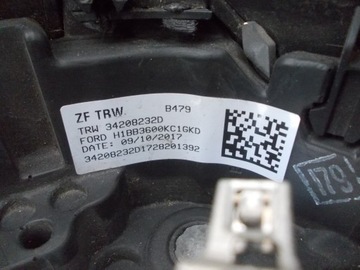 ZF TRW B479
TRW 34208232D
FORD H1BB3600KC1GKD
DATE: 09/10/2017
34208232D1728201392
179